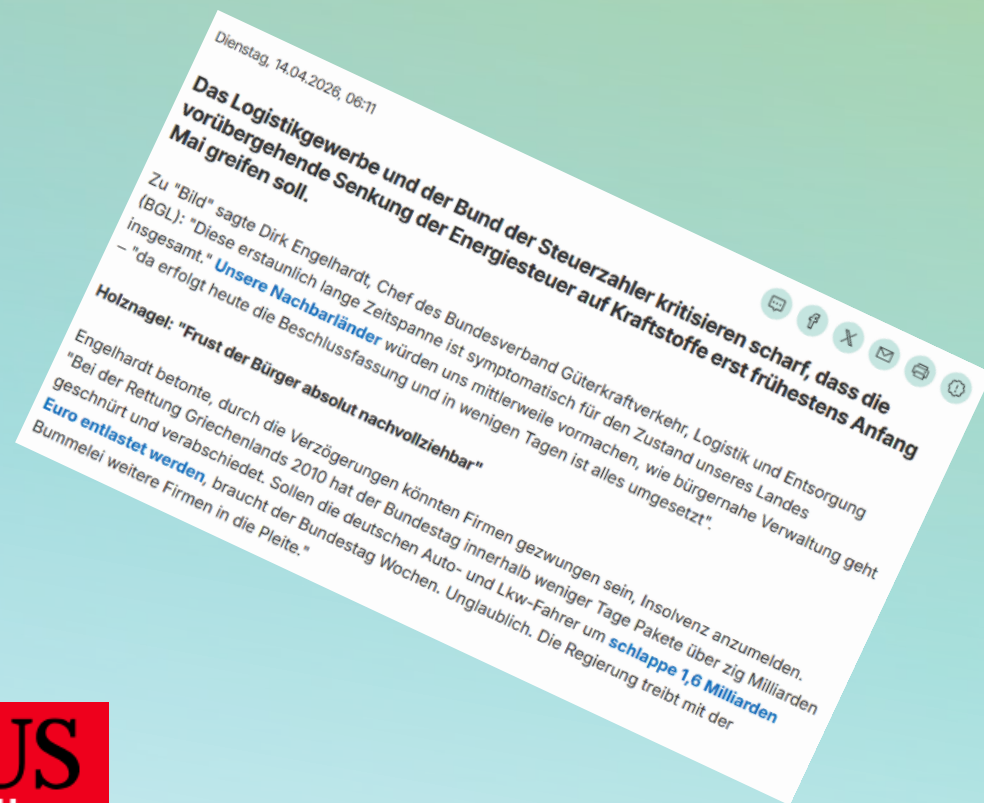 Dienstag, 14.04.2026, 06:11
Das Logistikgewerbe und der Bund der Steuerzahler kritisieren scharf, dass die
vorübergehende Senkung der Energiesteuer auf Kraftstoffe erst frühestens Anfang
Mai greifen soll.
Zu "Bild" sagte Dirk Engelhardt, Chef des Bundesverband Güterkraftverkehr, Logistik und Entsorgung
(BGL): "Diese erstaunlich lange Zeitspanne ist symptomatisch für den Zustand unseres Landes
insgesamt." Unsere Nachbarländer würden uns mittlerweile vormachen, wie bürgernahe Verwaltung geht
– "da erfolgt heute die Beschlussfassung und in wenigen Tagen ist alles umgesetzt".
Holznagel: "Frust der Bürger absolut nachvollziehbar"
Engelhardt betonte, durch die Verzögerungen könnten Firmen gezwungen sein, Insolvenz anzumelden.
"Bei der Rettung Griechenlands 2010 hat der Bundestag innerhalb weniger Tage Pakete über zig Milliarden
geschnürt und verabschiedet. Sollen die deutschen Auto- und Lkw-Fahrer um schlappe 1,6 Milliarden
Euro entlastet werden, braucht der Bundestag Wochen. Unglaublich. Die Regierung treibt mit der
Bummelei weitere Firmen in die Pleite."
US